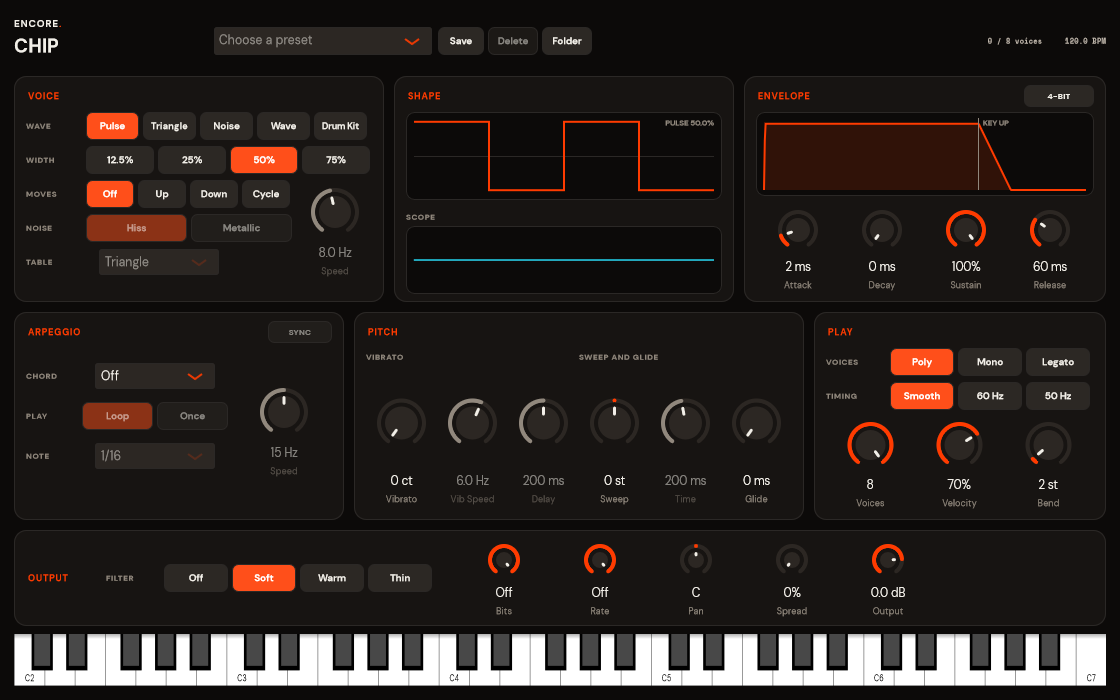 ENCORE.
CHIP
Choose a preset
Save
Delete
Folder
0 / 8 voices
120.0 BPM
VOICE
WAVE
Pulse
Triangle
Noise
Wave
Drum Kit
WIDTH
12.5%
25%
50%
75%
MOVES
Off
Up
Down
Cycle
NOISE
Hiss
Metallic
TABLE
Triangle
8.0 Hz
Speed
SHAPE
PULSE 50.0%
SCOPE
ENVELOPE
4-BIT
KEY UP
2 ms
Attack
0 ms
Decay
100%
Sustain
60 ms
Release
ARPEGGIO
SYNC
CHORD
Off
PLAY
Loop
Once
NOTE
1/16
15 Hz
Speed
PITCH
VIBRATO
SWEEP AND GLIDE
0 ct
Vibrato
6.0 Hz
Vib Speed
200 ms
Delay
0 st
Sweep
200 ms
Time
0 ms
Glide
PLAY
VOICES
Poly
Mono
Legato
TIMING
Smooth
60 Hz
50 Hz
8
Voices
70%
Velocity
2 st
Bend
OUTPUT
FILTER
Off
Soft
Warm
Thin
Off
Bits
Off
Rate
C
Pan
0%
Spread
0.0 dB
Output
C2
C3
C4
C5
C6
C7